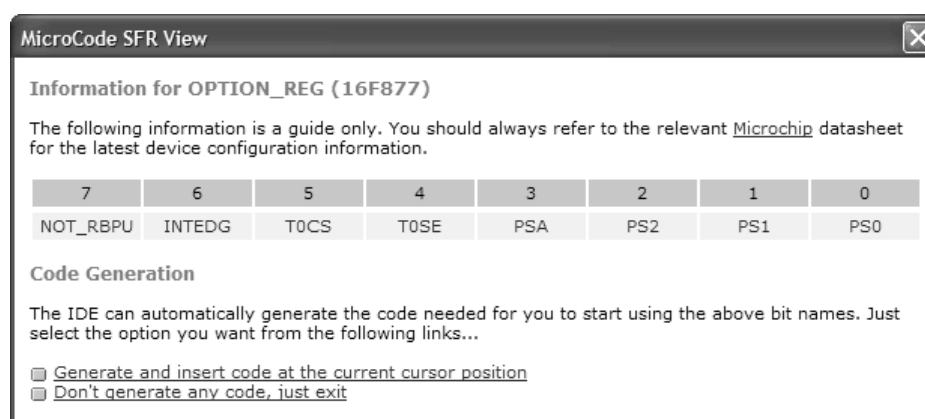 MicroCode SFR View
Information for OPTION_REG (16F877)
The following information is a guide only. You should always refer to the relevant Microchip datasheet
for the latest device configuration information.
7 6 5 4 3 2 1 0
NOT_RBPU INTEDG T0CS T0SE PSA PS2 PS1 PS0
Code Generation
The IDE can automatically generate the code needed for you to start using the above bit names. Just
select the option you want from the following links...
Generate and insert code at the current cursor position
Don't generate any code, just exit